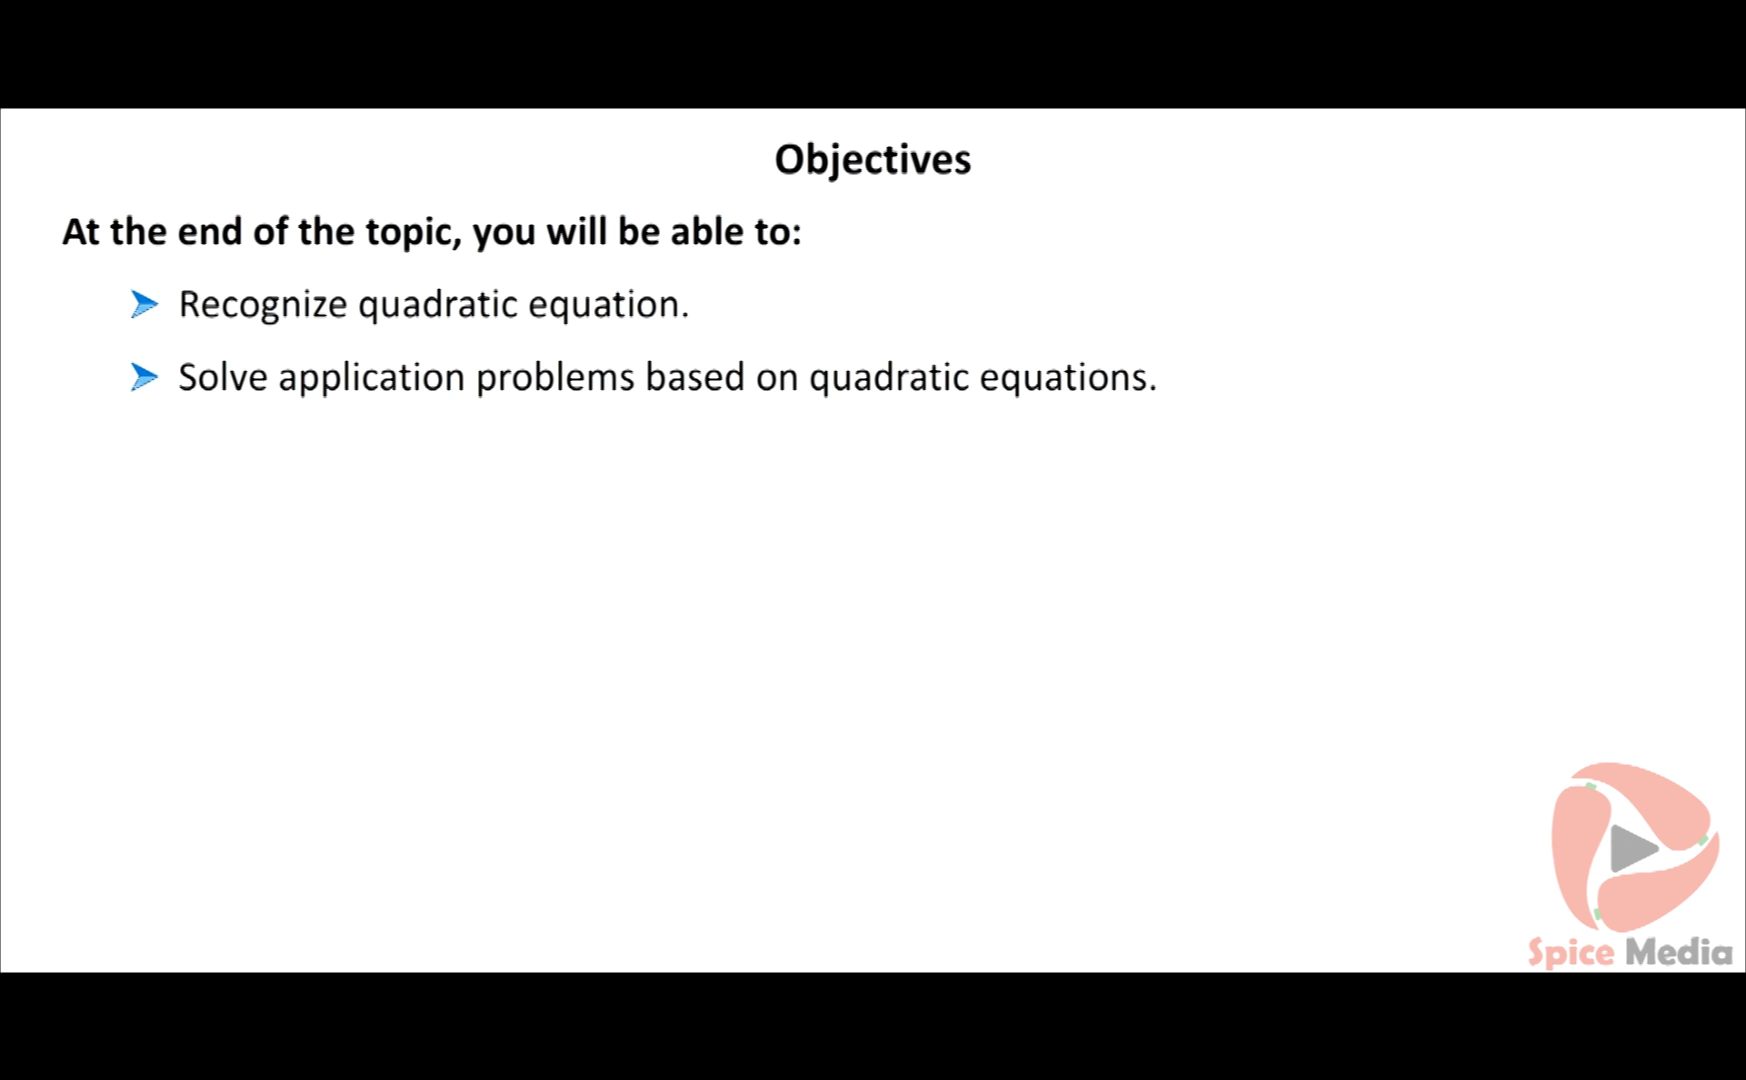 Objectives
At the end of the topic, you will be able to:
Recognize quadratic equation.
Solve application problems based on quadratic equations.
Spice Media